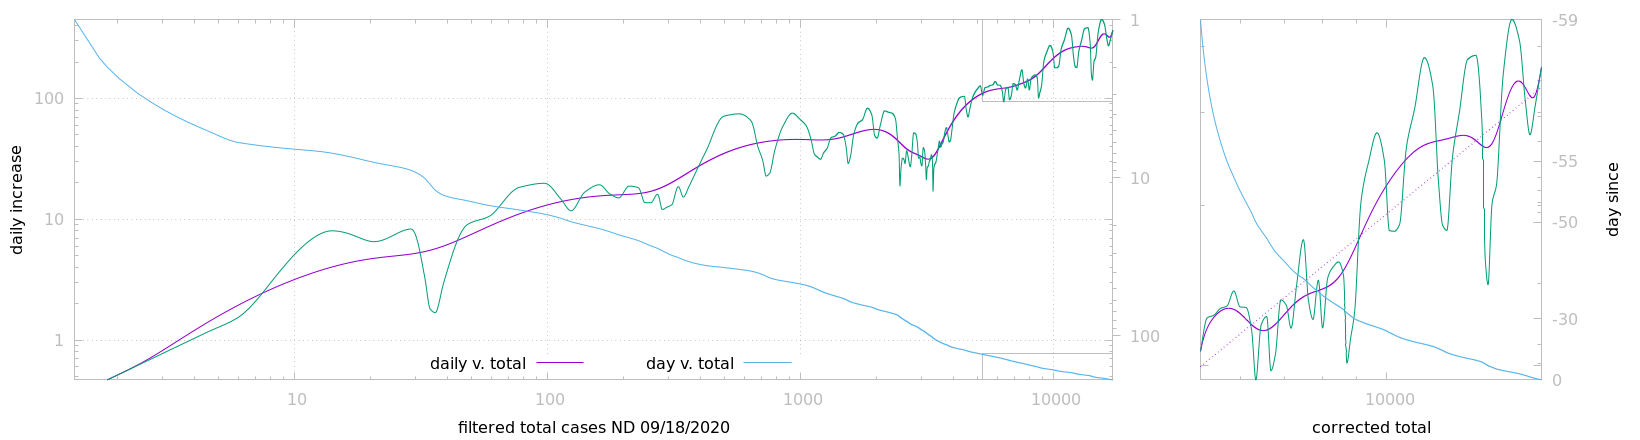 daily increase
100
10
1
10
100
1000
10000
1
10
100
daily v. total
day v. total
filtered total cases ND 09/18/2020
-59
-55
-50
-30
0
day since
10000
corrected total